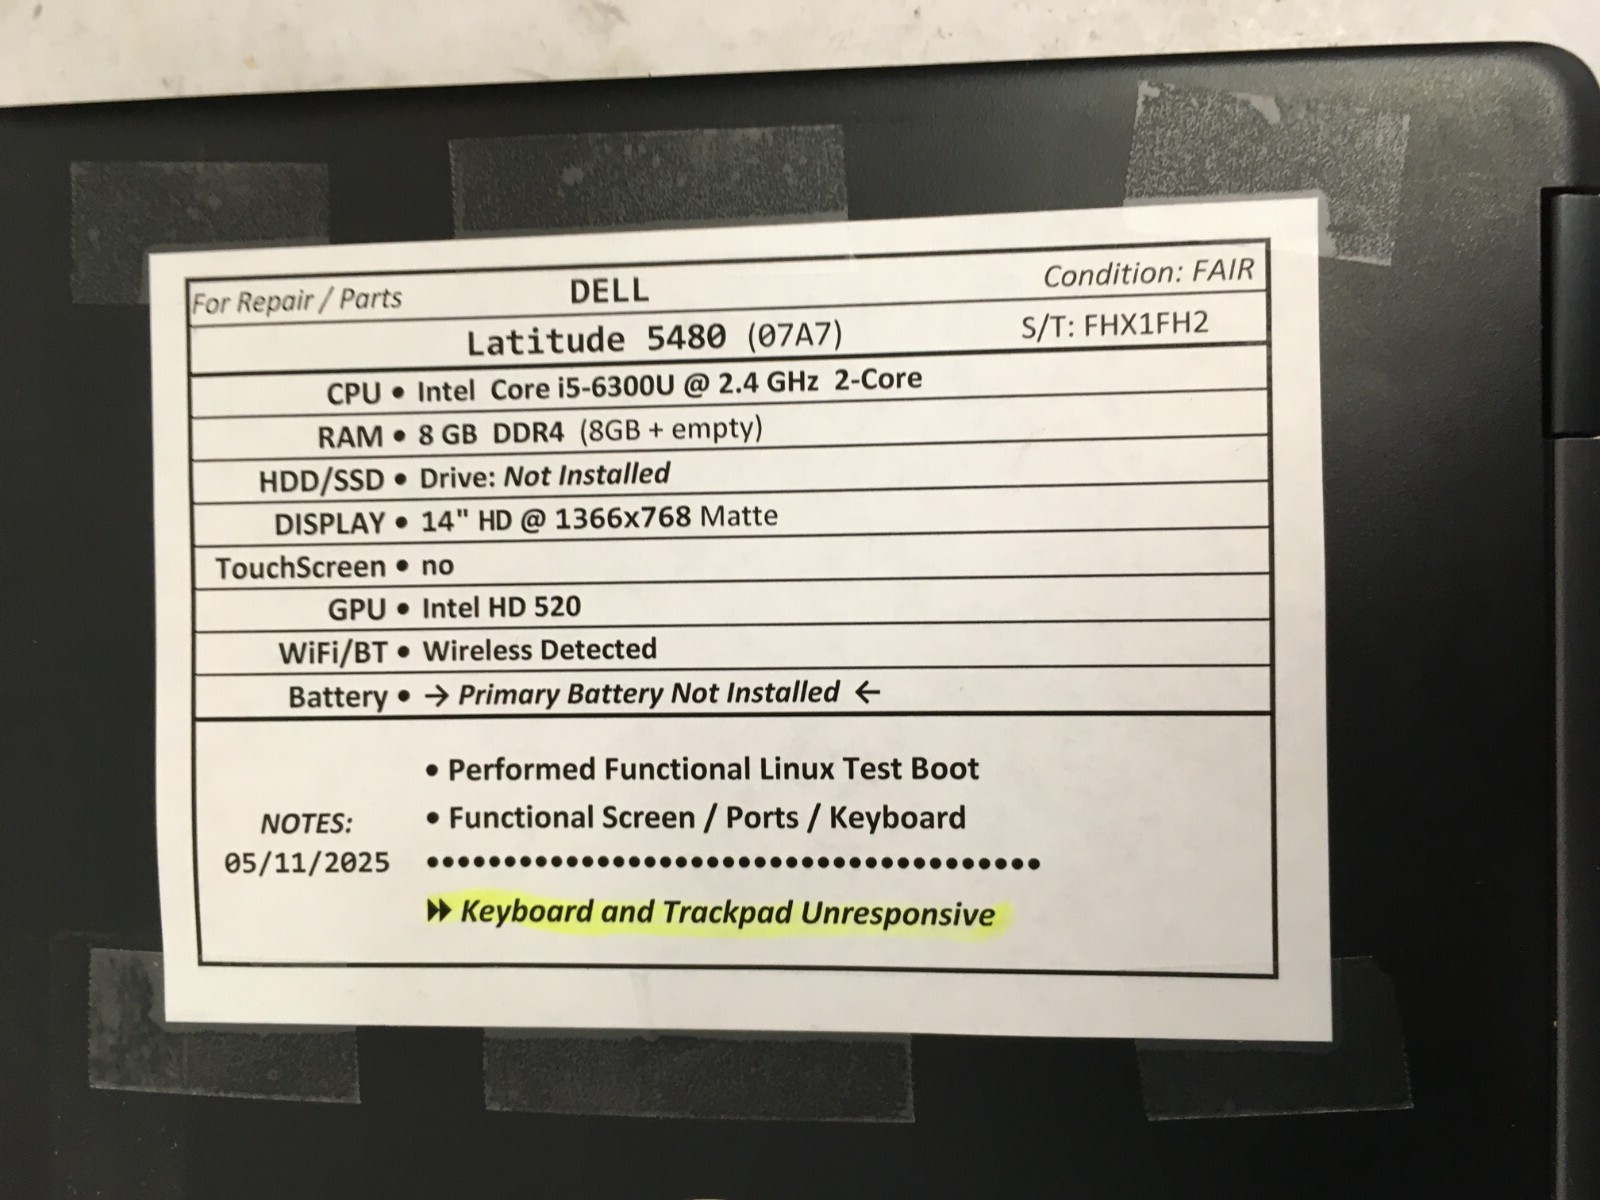 For Repair / Parts DELL Condition: FAIR
Latitude 5480 (07A7) S/T: FHX1FH2
CPU • Intel Core i5-6300U @ 2.4 GHz 2-Core
RAM • 8 GB DDR4 (8GB + empty)
HDD/SSD • Drive: Not Installed
DISPLAY • 14" HD @ 1366x768 Matte
TouchScreen • no
GPU • Intel HD 520
WiFi/BT • Wireless Detected
Battery • → Primary Battery Not Installed ←
• Performed Functional Linux Test Boot
• Functional Screen / Ports / Keyboard
NOTES:
05/11/2025 ••••••••••••••••••••••••••••••••••••••••
Keyboard and Trackpad Unresponsive